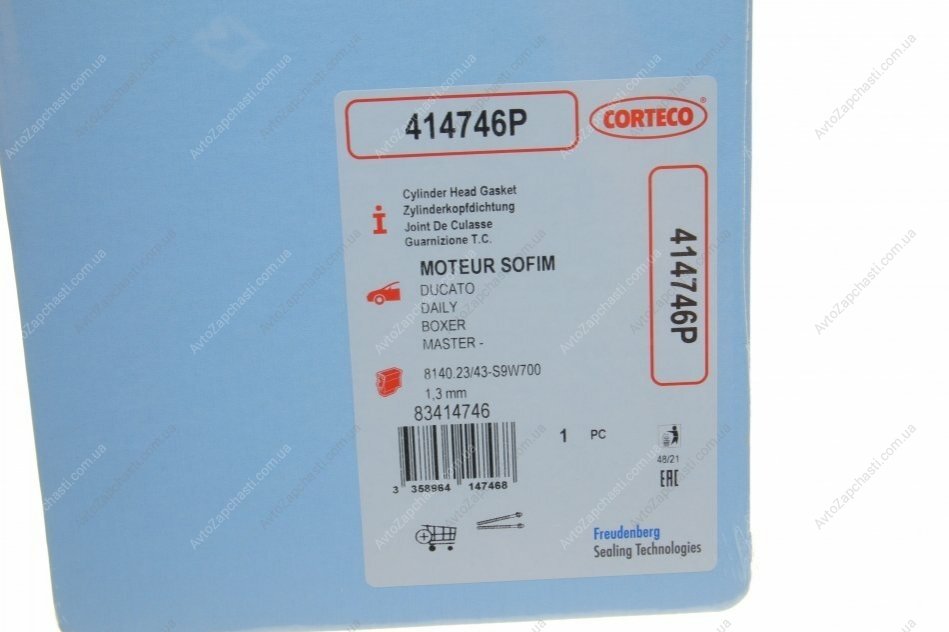 414746P
CORTECO®
Cylinder Head Gasket
Zylinderkopfdichtung
Joint De Culasse
Guarnizione T.C.
MOTEUR SOFIM
DUCATO
DAILY
BOXER
MASTER -
8140.23/43-S9W700
1,3 mm
83414746
3 358964 147468
1 PC
48/21
EAC
Freudenberg
Sealing Technologies
414746P
AvtoZapchasti.com.ua